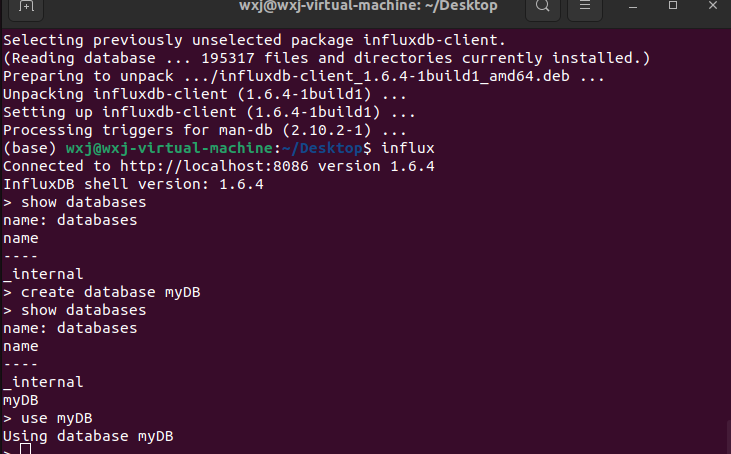 wxj@wxj-virtual-machine: ~/Desktop
Selecting previously unselected package influxdb-client.
(Reading database ... 195317 files and directories currently installed.)
Preparing to unpack .../influxdb-client_1.6.4-1build1_amd64.deb ...
Unpacking influxdb-client (1.6.4-1build1) ...
Setting up influxdb-client (1.6.4-1build1) ...
Processing triggers for man-db (2.10.2-1) ...
(base) wxj@wxj-virtual-machine:~/Desktop$ influx
Connected to http://localhost:8086 version 1.6.4
InfluxDB shell version: 1.6.4
> show databases
name: databases
name
----
_internal
> create database myDB
> show databases
name: databases
name
----
_internal
myDB
> use myDB
Using database myDB
>